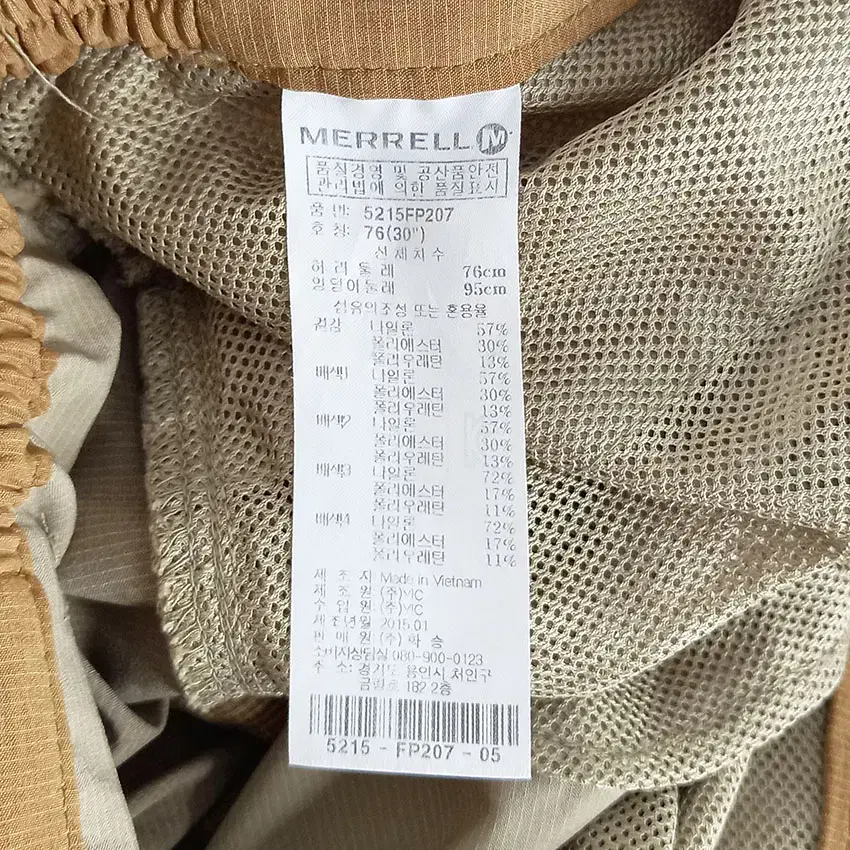 MERRELL M
품질경영 및 공산품안전
관리법에 의한 품질표시
품 번: 5215FP207
호 칭: 76(30")
신체치수
허리둘레 76cm
엉덩이둘레 95cm
섬유의조성 또는 혼용율
겉감 나일론 57%
폴리에스터 30%
폴리우레탄 13%
배색1 나일론 57%
폴리에스터 30%
폴리우레탄 13%
배색2 나일론 57%
폴리에스터 30%
폴리우레탄 13%
배색3 나일론 72%
폴리에스터 17%
폴리우레탄 11%
배색4 나일론 72%
폴리에스터 17%
폴리우레탄 11%
제 조 지 Made in Vietnam
제 조 원 (주)MC
수 입 원 (주)MC
제조년월 2015.01
판 매 원 (주)화 승
소비자상담실 080-900-0123
주 소: 경기도 용인시 처인구
금령로 182 2층
5215 - FP207 - 05